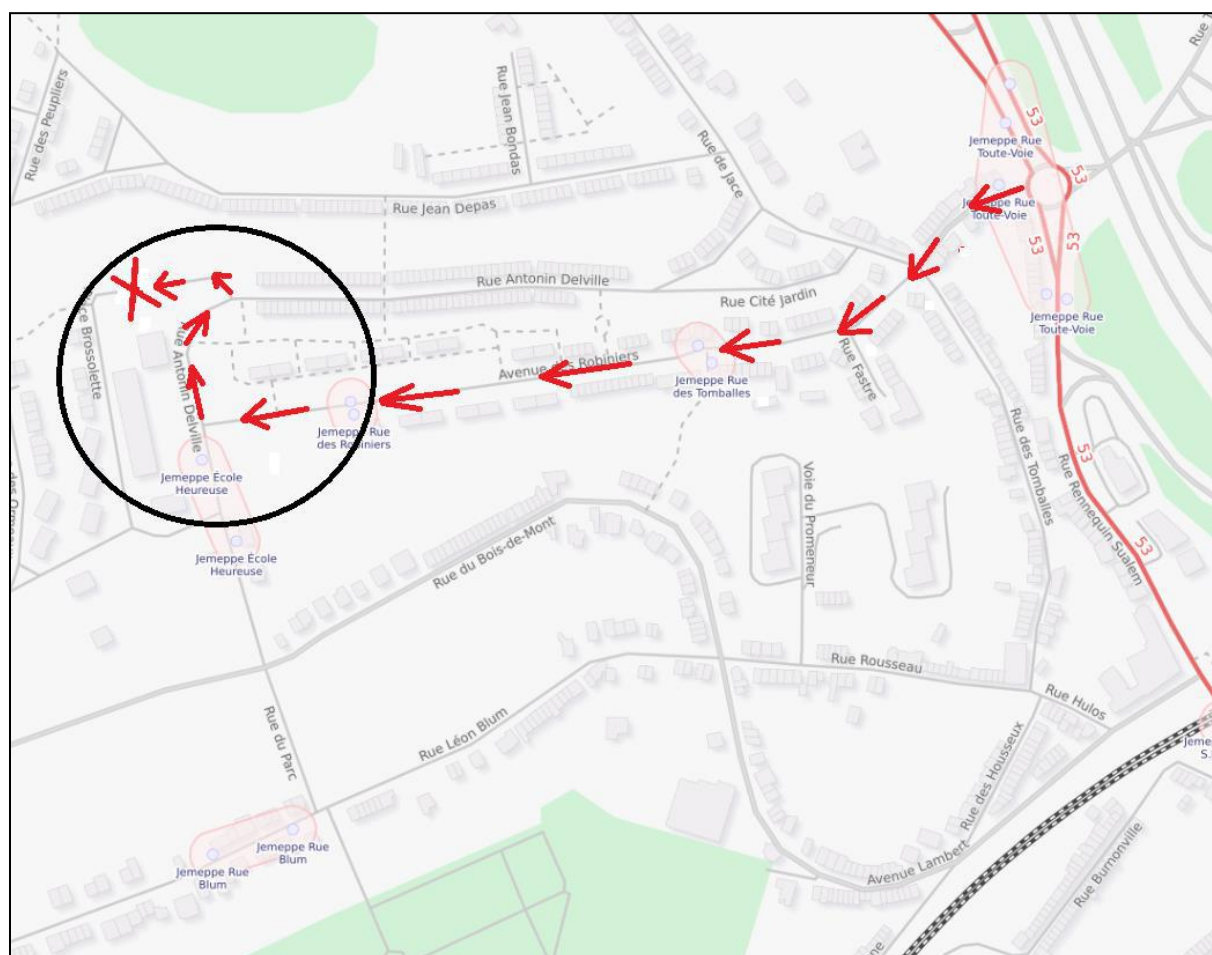 Rue des Peupliers
Rue Jean Bondas
Rue de Jace
53
Jemeppe Rue
Toute-Voie
53
Jemeppe Rue
Toute-Voie
Rue Jean Depas
53
53
Rue Antonin Delville
Rue Cité Jardin
Jemeppe Rue
Toute-Voie
Brossolette
Rue Antonin Delville
Avenue des Robiniers
Rue Fastre
Jemeppe Rue
des Tomballes
Jemeppe Rue
des Robiniers
Rue des Tomballes
53
Rue Rennequin Sualem
Jemeppe École
Heureuse
Voie du Promeneur
53
Jemeppe École
Heureuse
Rue du Bois-de-Mont
Rue Rousseau
Rue Hulos
Rue du Parc
Rue Léon Blum
Rue des Housseux
Jemeppe Rue
Blum
Jemeppe Rue
Blum
Avenue Lambert
Rue Burnonville